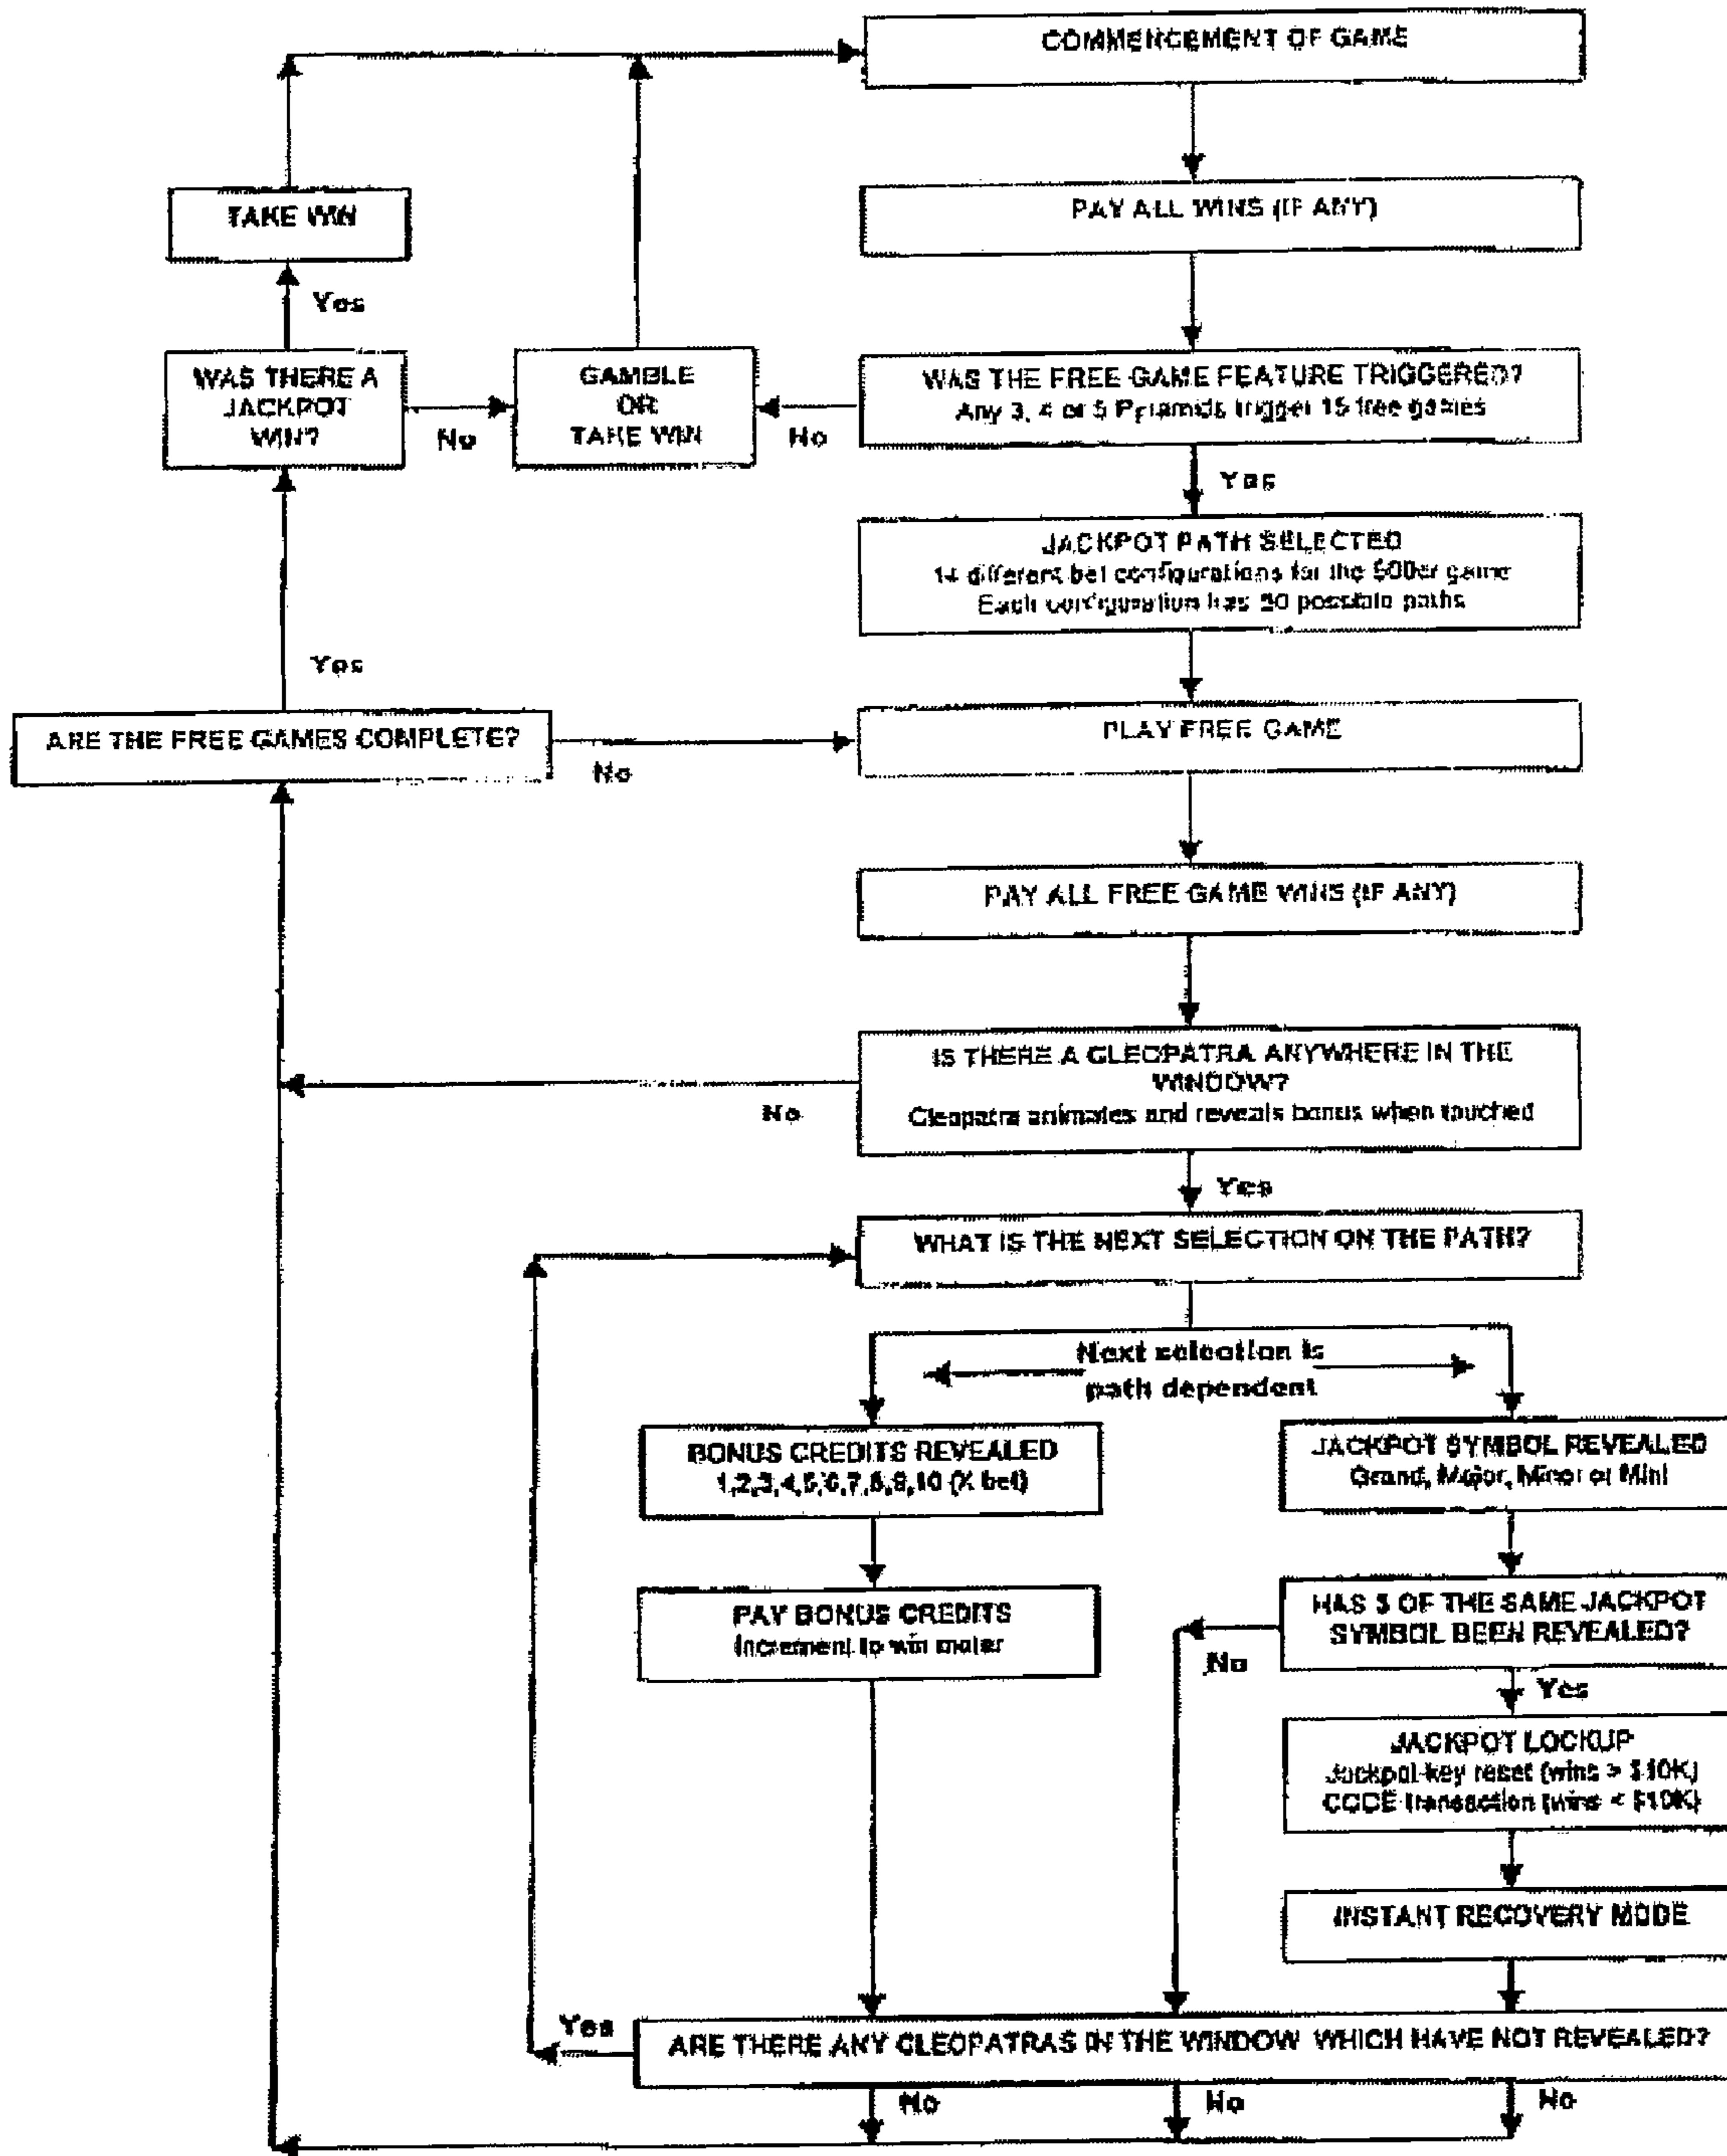 COMMENCEMENT OF GAME
PAY ALL WINS (IF ANY)
TAKE WIN
Yes
WAS THERE A
JACKPOT
WIN?
No
GAMBLE
OR
TAKE WIN
No
WAS THE FREE GAME FEATURE TRIGGERED?
Any 3, 4 or 5 Pyramids trigger 15 free games
Yes
JACKPOT PATH SELECTED
14 different bet configurations for the 500cr game
Each configuration has 50 possible paths
Yes
ARE THE FREE GAMES COMPLETE?
No
PLAY FREE GAME
PAY ALL FREE GAME WINS (IF ANY)
IS THERE A CLEOPATRA ANYWHERE IN THE
WINDOW?
Cleopatra animates and reveals bonus when touched
No
Yes
WHAT IS THE NEXT SELECTION ON THE PATH?
Next selection is
path dependent
BONUS CREDITS REVEALED
1,2,3,4,5,6,7,8,9,10 (X bet)
JACKPOT SYMBOL REVEALED
Grand, Major, Minor or Mini
PAY BONUS CREDITS
Increment to win meter
HAS 3 OF THE SAME JACKPOT
SYMBOL BEEN REVEALED?
No
Yes
JACKPOT LOCKUP
Jackpot key reset (wins > $10K)
transaction (wins < $10K)
INSTANT RECOVERY MODE
Yes
ARE THERE ANY CLEOPATRAS IN THE WINDOW WHICH HAVE NOT REVEALED?
No
No
No